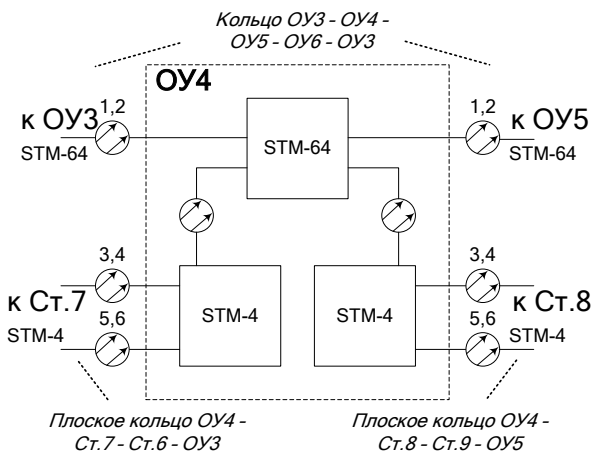 Кольцо ОУ3 - ОУ4 -
ОУ5 - ОУ6 - ОУ3
ОУ4
1,2
1,2
к ОУ3
к ОУ5
STM-64
STM-64
STM-64
3,4
3,4
к Ст.7
к Ст.8
STM-4
STM-4
5,6
5,6
STM-4
STM-4
Плоское кольцо ОУ4 -
Ст.7 - Ст.6 - ОУ3
Плоское кольцо ОУ4 -
Ст.8 - Ст.9 - ОУ5